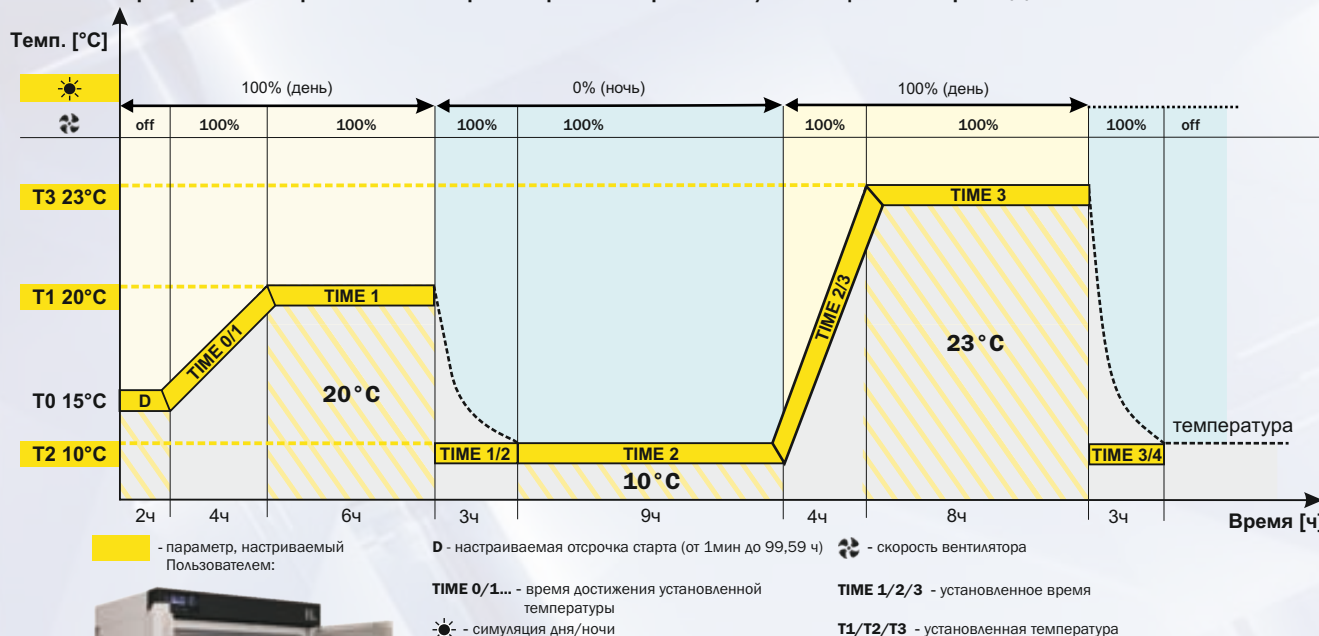 Темп. [°C]
100% (день) 0% (ночь) 100% (день)
off 100% 100% 100% 100% 100% 100% 100% off
T3 23°C
TIME 3
T1 20°C
TIME 1
TIME 0/1
TIME 2/3
23°C
20°C
T0 15°C
D
температура
T2 10°C
TIME 1/2
TIME 2
TIME 3/4
10°C
2ч 4ч 6ч 3ч 9ч 4ч 8ч 3ч
Время [ч]
- параметр, настриваемый
Пользователем:
D - настраиваемая отсрочка старта (от 1мин до 99,59 ч)
- скорость вентилятора
TIME 0/1... - время достижения установленной
температуры
TIME 1/2/3 - установленное время
- симуляция дня/ночи
T1/T2/T3 - установленная температура